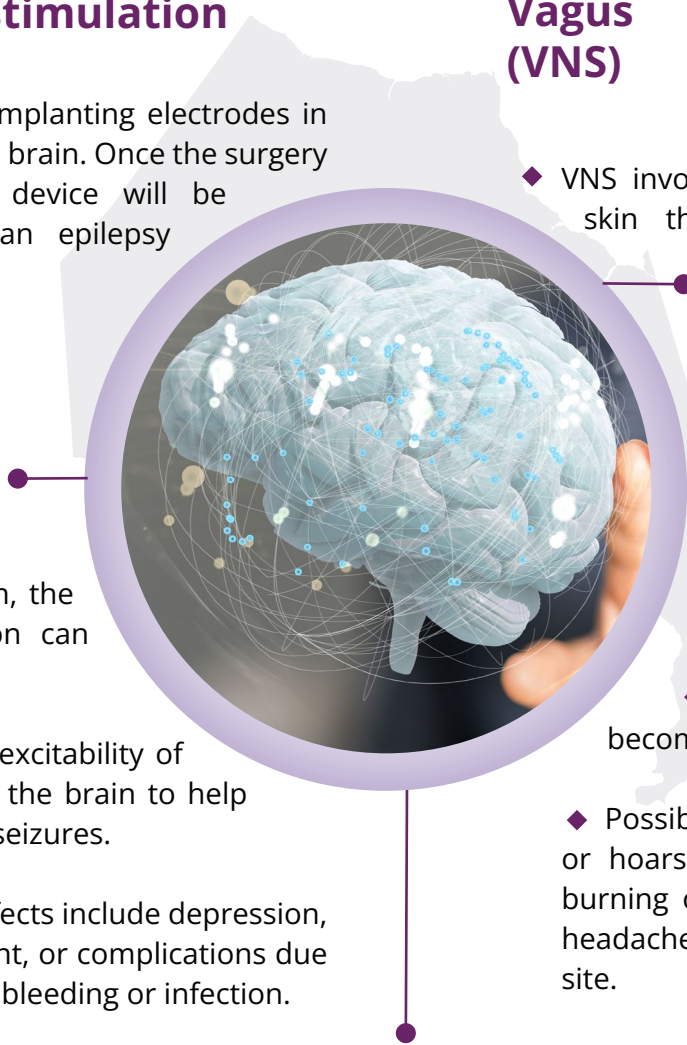 timulation
mplanting electrodes in
brain. Once the surgery
device will be
an epilepsy
n, the
on can
excitability of
the brain to help
seizures.
fects include depression,
nt, or complications due
bleeding or infection.
Vagus
(VNS)
VNS invo
skin th
becom
Possib
or hoars
burning
headache
site.